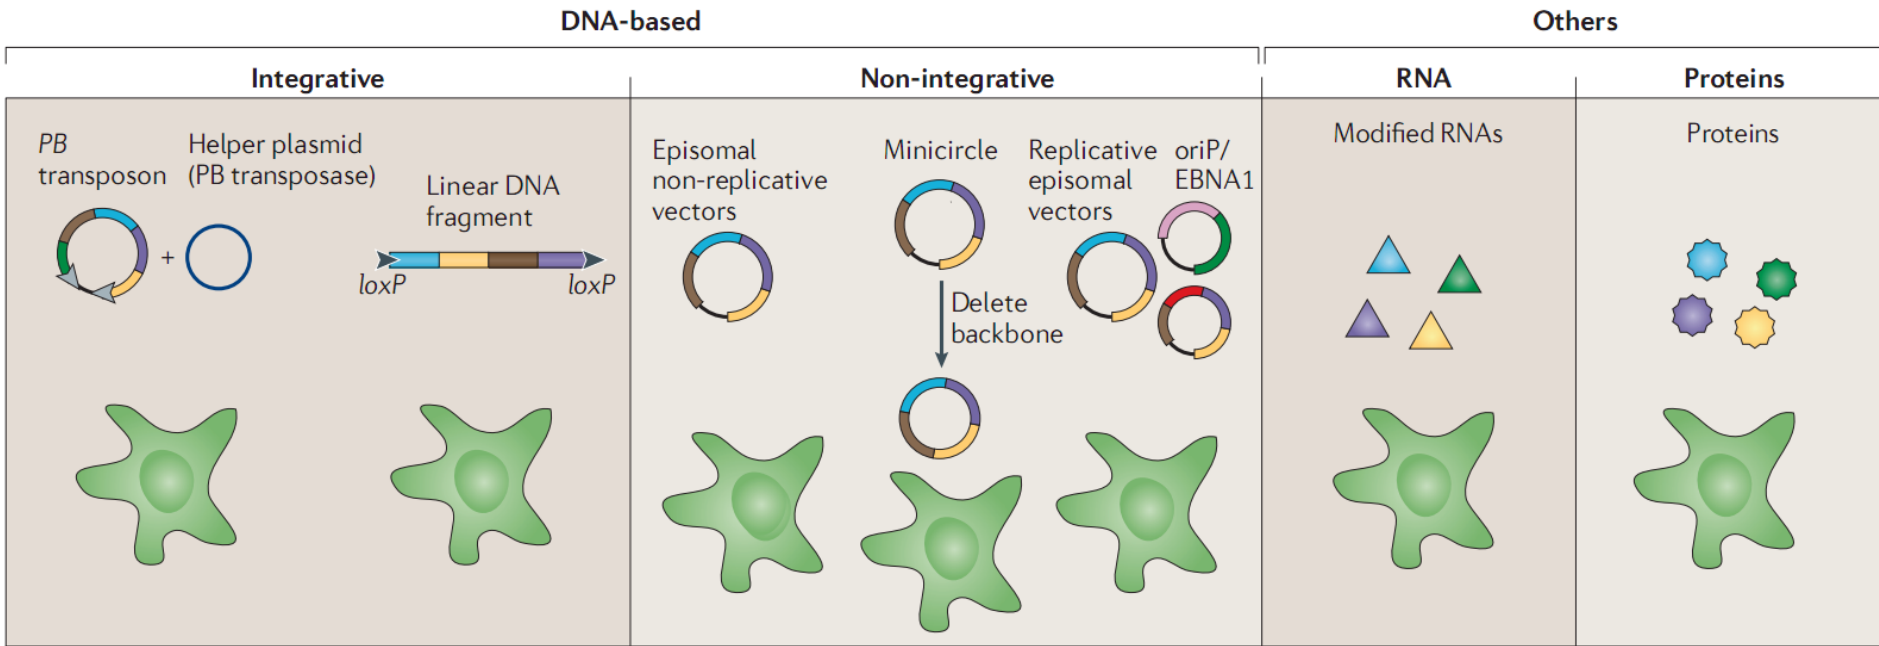 DNA-based
Others
Integrative
Non-integrative
RNA
Proteins
PB
transposon
+
Helper plasmid
(PB transposase)
Linear DNA
fragment
loxP
loxP
Episomal
non-replicative
vectors
Minicircle
Delete
backbone
Replicative
episomal
vectors
oriP/
EBNA1
Modified RNAs
Proteins